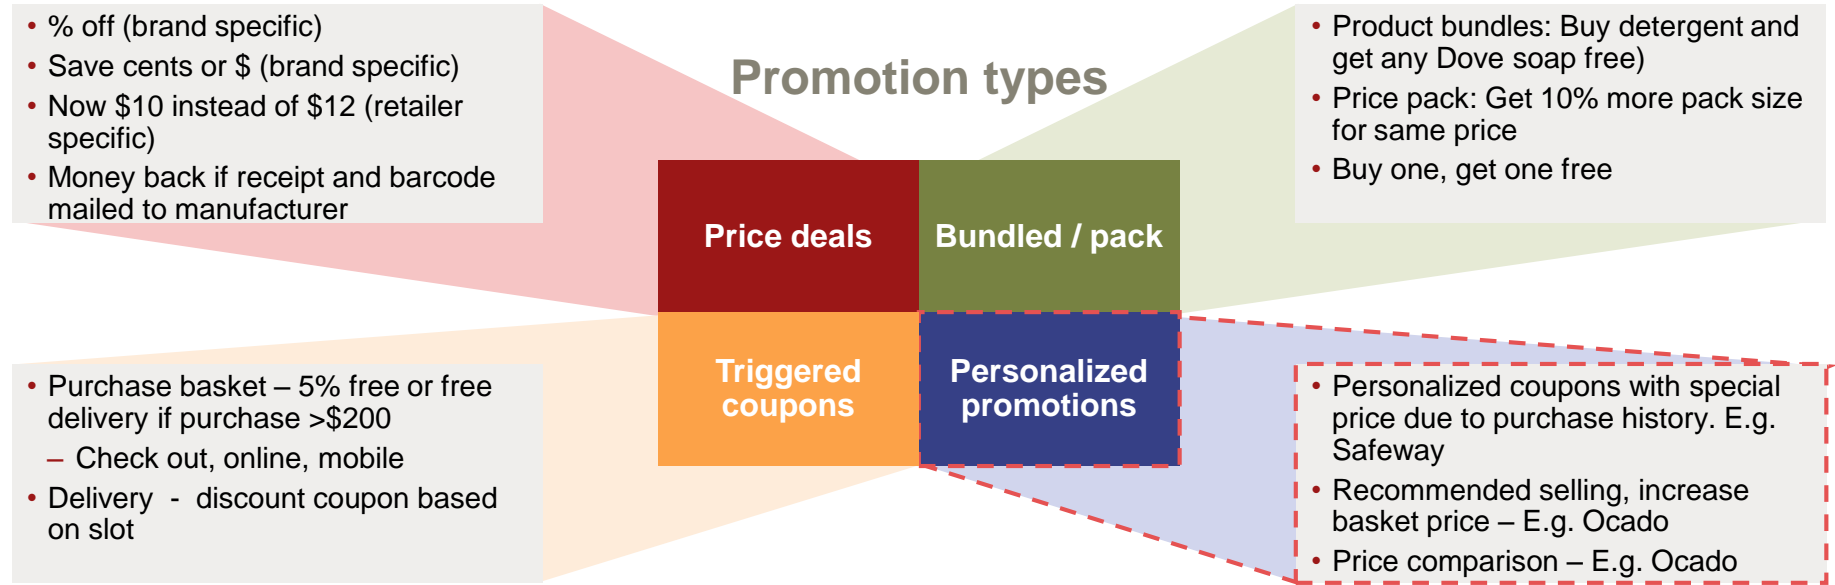 Promotion types
• % off (brand specific)
• Save cents or $ (brand specific)
• Now $10 instead of $12 (retailer
specific)
• Money back if receipt and barcode
mailed to manufacturer
• Product bundles: Buy detergent and
get any Dove soap free)
• Price pack: Get 10% more pack size
for same price
• Buy one, get one free
Price deals
Bundled / pack
Triggered
coupons
Personalized
promotions
• Purchase basket – 5% free or free
delivery if purchase >$200
– Check out, online, mobile
• Delivery - discount coupon based
on slot
• Personalized coupons with special
price due to purchase history. E.g.
Safeway
• Recommended selling, increase
basket price – E.g. Ocado
• Price comparison – E.g. Ocado